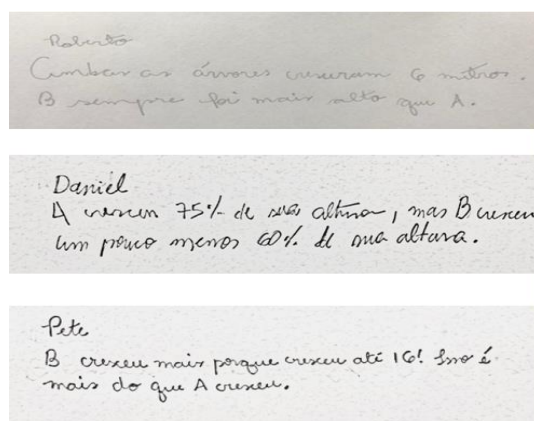 Roberto
Ambas as árvores cresceram 6 metros.
B sempre foi mais alto que A.
Daniel
A cresceu 75% de sua altura, mas B cresceu
um pouco menos 60% de sua altura.
Pete
B cresceu mais porque cresceu até 16! Isso é
mais do que A cresceu.